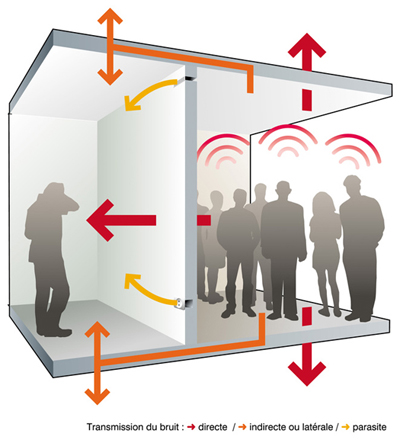 Transmission du bruit : ➔ directe / ➔ indirecte ou latérale / ➔ parasite